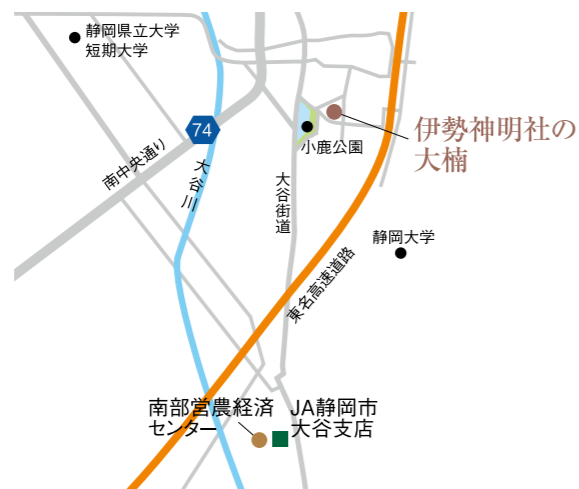 静岡県立大学
短期大学
74
南中央通り
大谷川
小鹿公園
伊勢神明社の
大楠
大谷街道
静岡大学
東名高速道路
南部営農経済
センター
JA静岡市
大谷支店